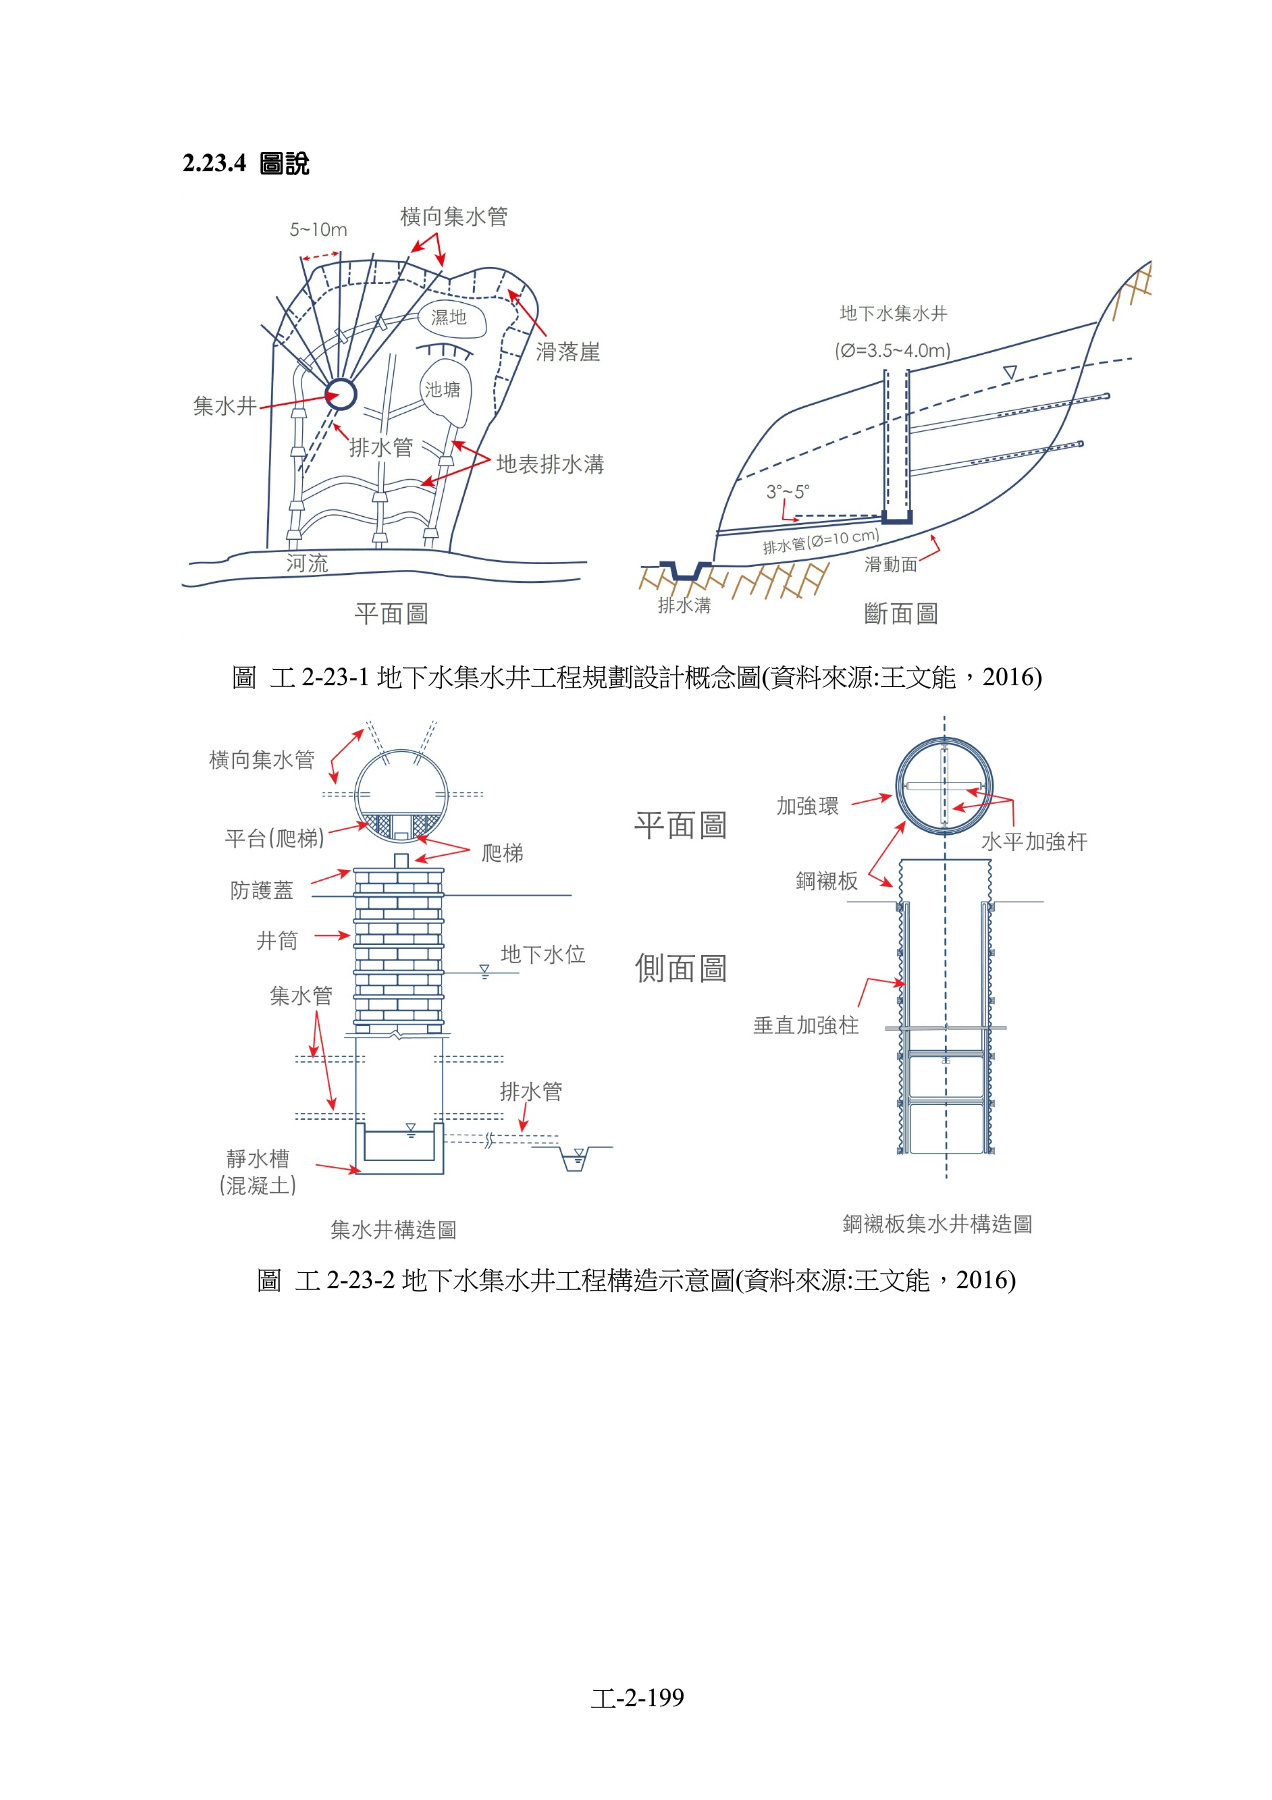 2.23.4 圖說
5~10m
橫向集水管
濕地
滑落崖
池塘
集水井
排水管
地表排水溝
河流
平面圖
地下水集水井
(Ø=3.5~4.0m)
3°~5°
排水管(Ø=10 cm)
滑動面
排水溝
斷面圖
圖 工 2-23-1 地下水集水井工程規劃設計概念圖(資料來源:王文能，2016)
橫向集水管
平台(爬梯)
爬梯
防護蓋
井筒
地下水位
集水管
排水管
靜水槽
(混凝土)
集水井構造圖
平面圖
側面圖
加強環
水平加強杆
鋼襯板
垂直加強柱
鋼襯板集水井構造圖
圖 工 2-23-2 地下水集水井工程構造示意圖(資料來源:王文能，2016)
工-2-199